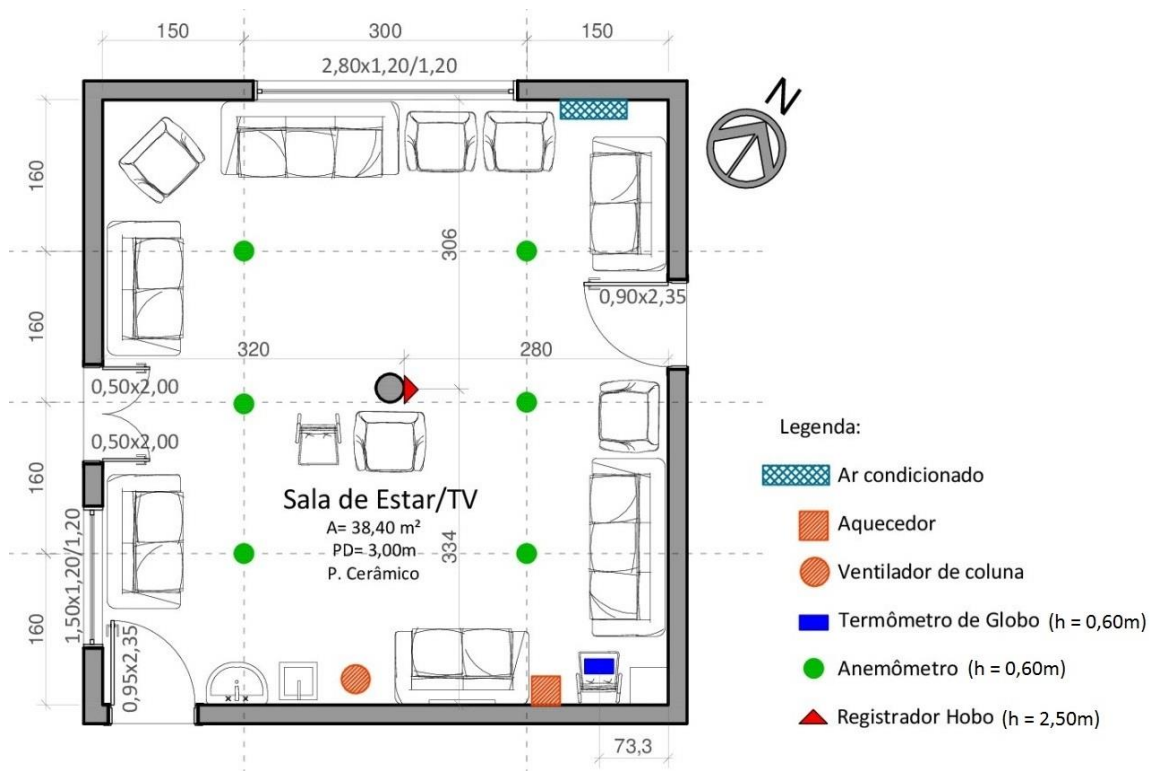 150
300
150
2,80x1,20/1,20
N
160
306
0,90x2,35
160
320
280
0,50x2,00
0,50x2,00
Legenda:
160
Ar condicionado
Sala de Estar/TV
A= 38,40 m²
PD= 3,00m
P. Cerâmico
334
1,50x1,20/1,20
Aquecedor
Ventilador de coluna
160
0,95x2,35
Termômetro de Globo (h = 0,60m)
Anemômetro (h = 0,60m)
Registrador Hobo (h = 2,50m)
73,3